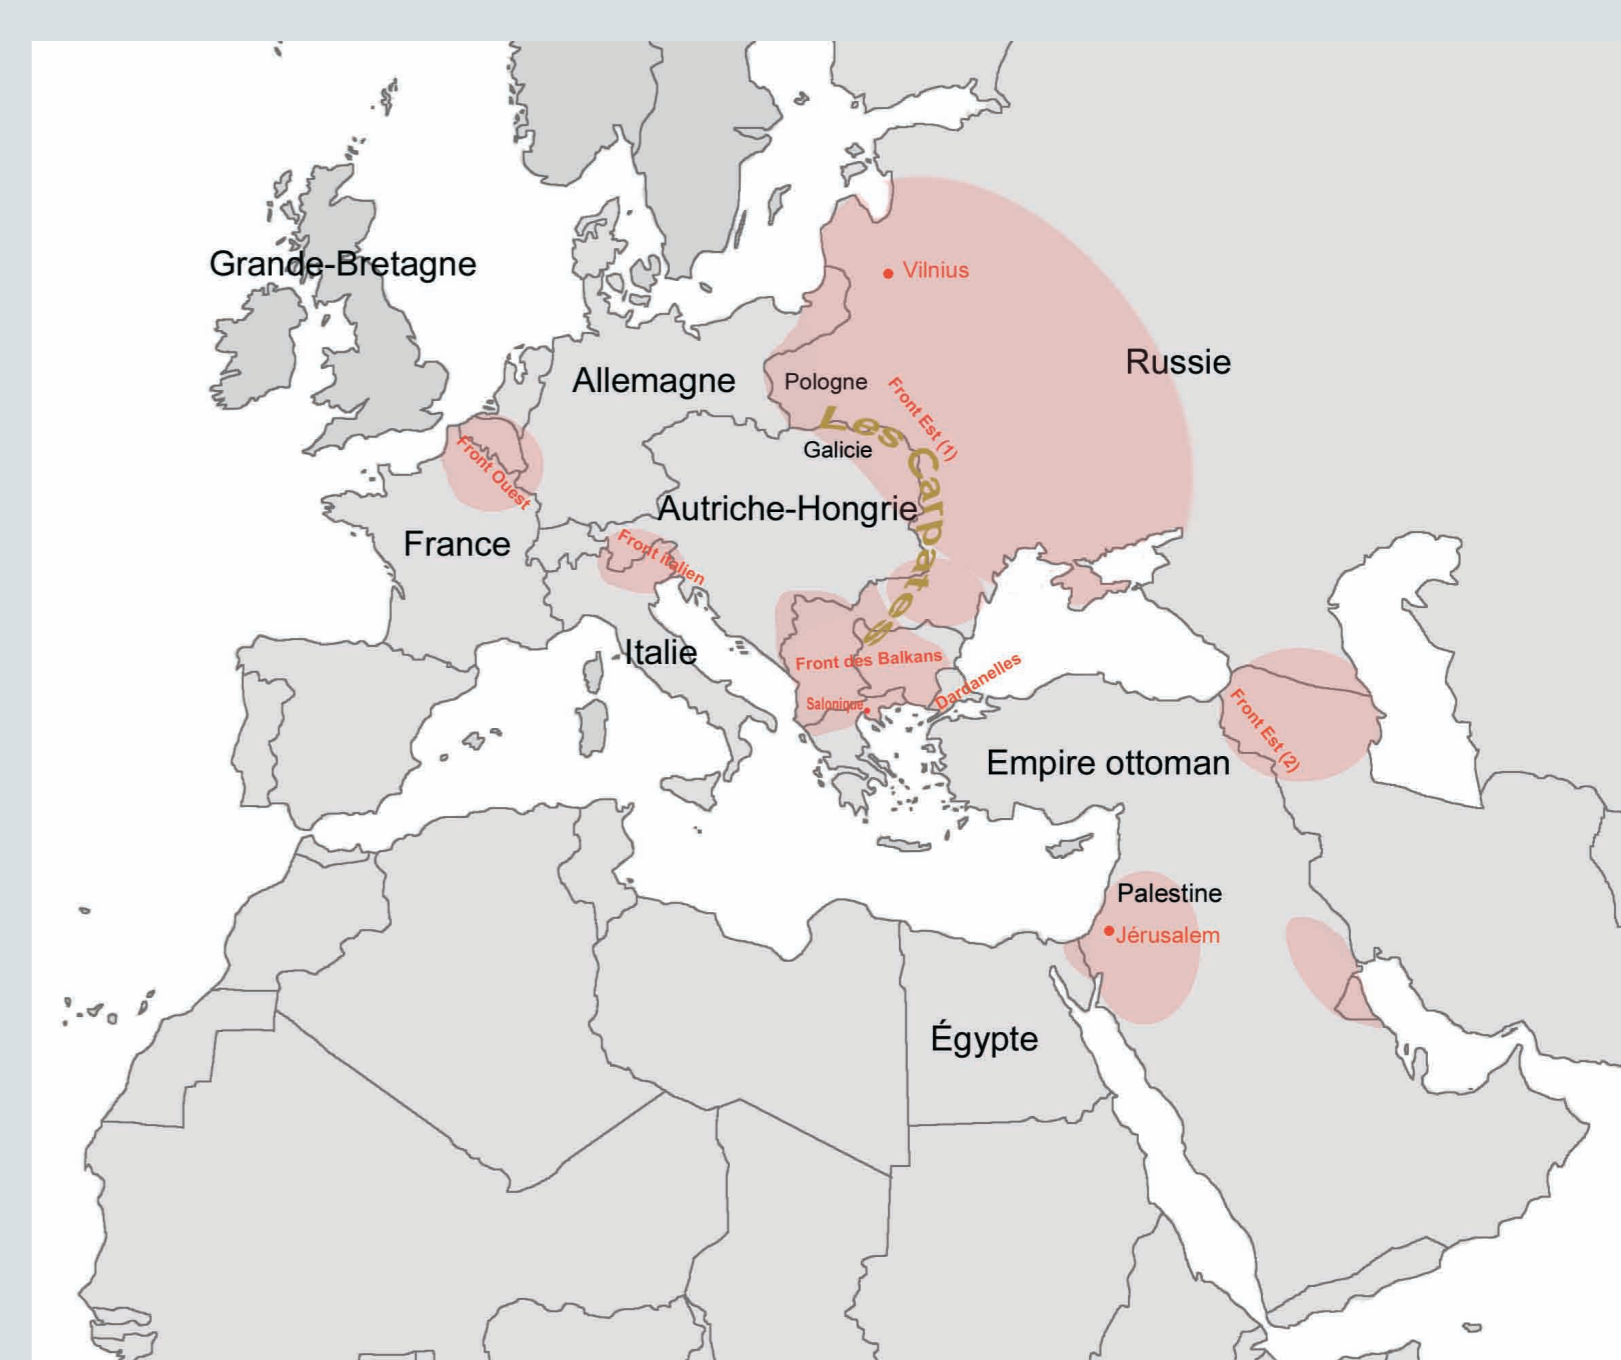 Grande-Bretagne
Vilnius
Russie
Allemagne
Pologne
Front Est (1)
Les Carpates
Galicie
Front Ouest
Autriche-Hongrie
France
Front italien
Italie
Front des Balkans
Dardanelles
Salonique
Front Est (2)
Empire ottoman
Palestine
Jérusalem
Égypte